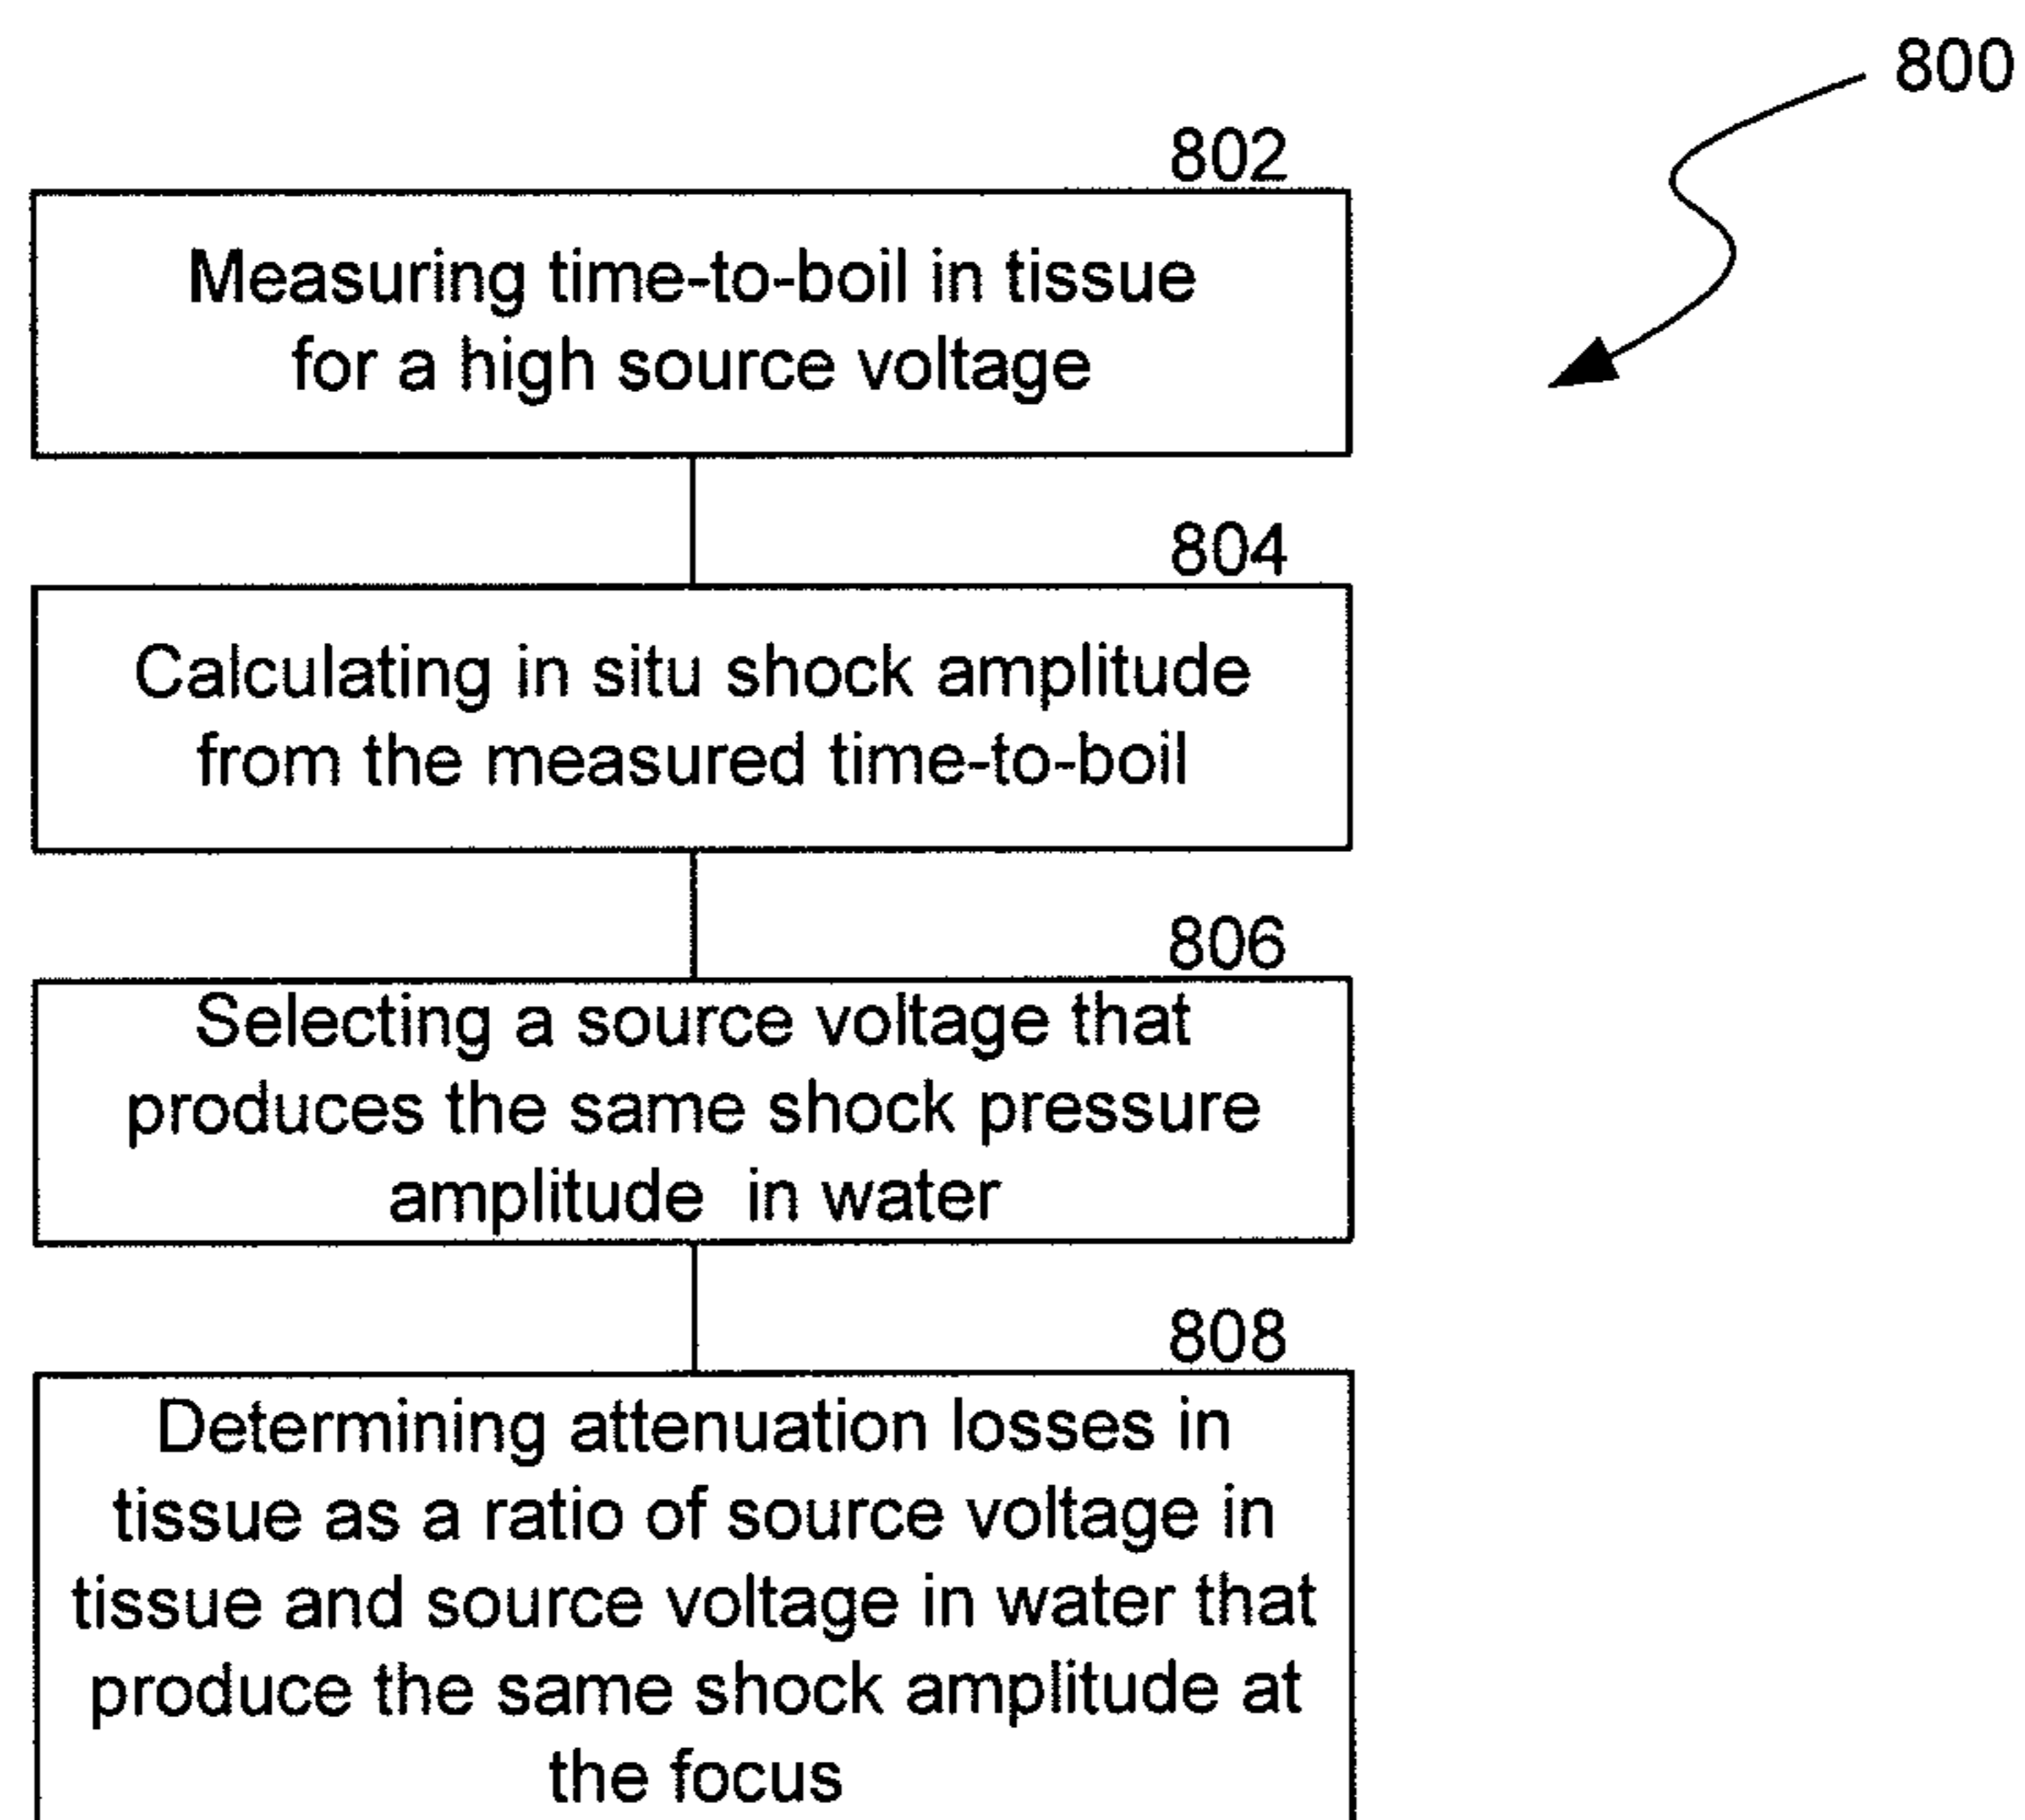 800
802
Measuring time-to-boil in tissue
for a high source voltage
804
Calculating in situ shock amplitude
from the measured time-to-boil
806
Selecting a source voltage that
produces the same shock pressure
amplitude in water
808
Determining attenuation losses in
tissue as a ratio of source voltage in
tissue and source voltage in water that
produce the same shock amplitude at
the focus